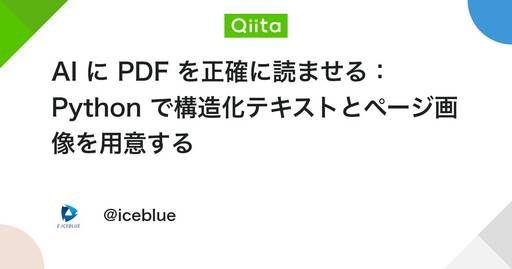 Qiita
AI に PDF を正確に読ませる：
Python で構造化テキストとページ画
像を用意する
E-ICEBLUE
@iceblue